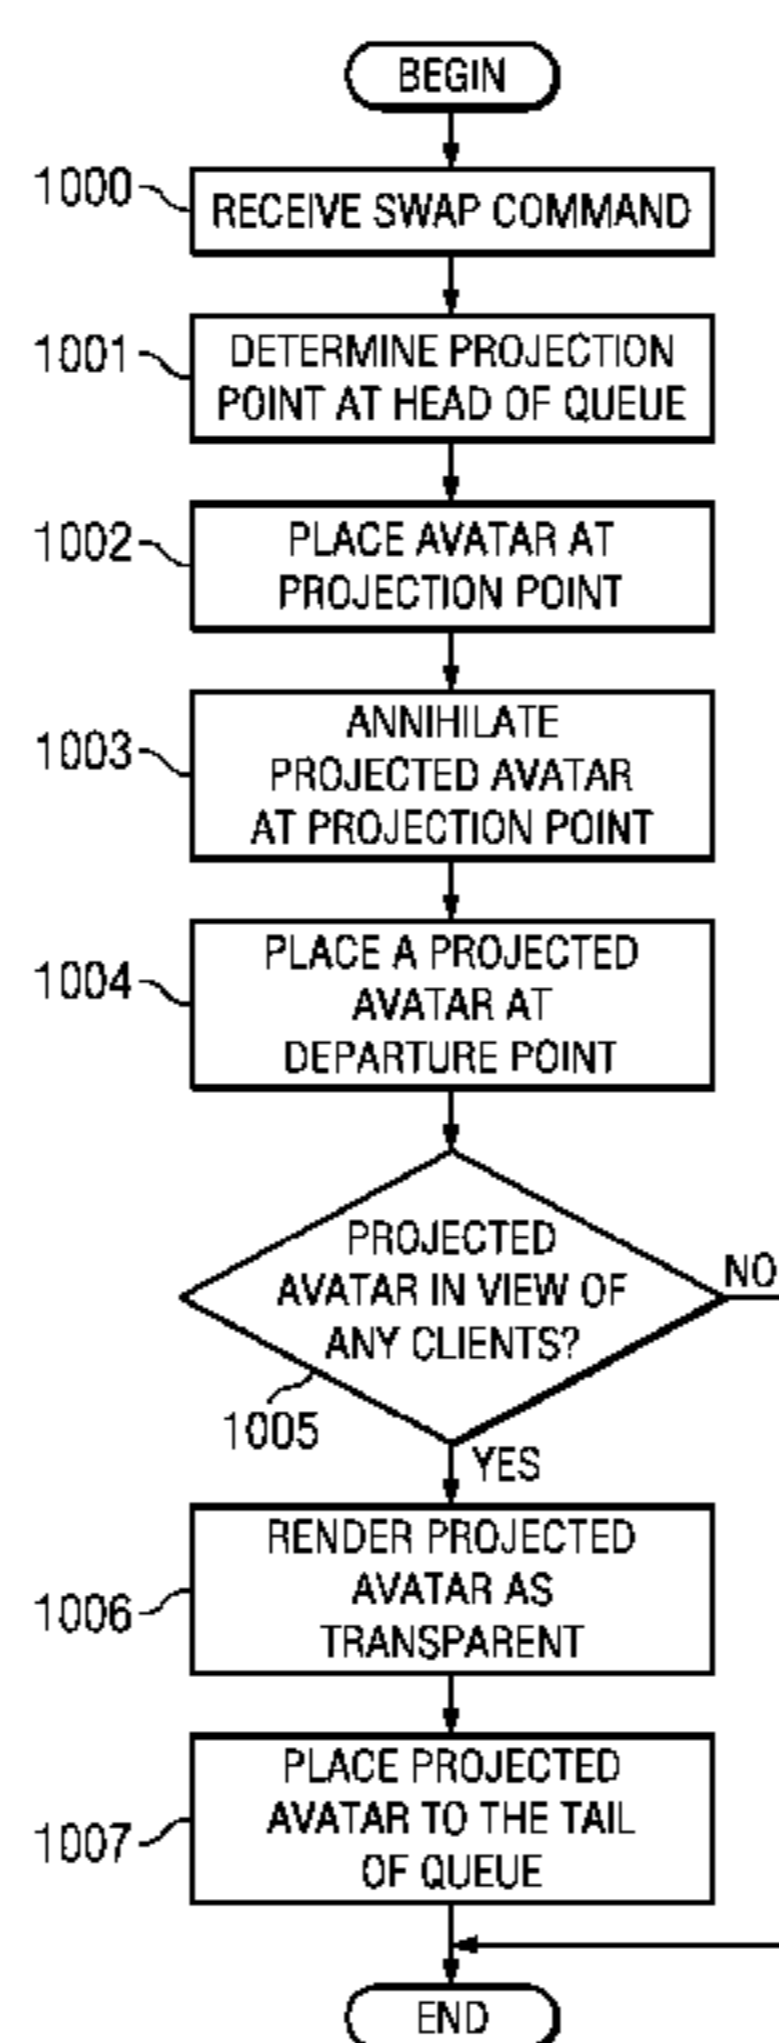 BEGIN
1000
RECEIVE SWAP COMMAND
1001
DETERMINE PROJECTION
POINT AT HEAD OF QUEUE
1002
PLACE AVATAR AT
PROJECTION POINT
1003
ANNIHILATE
PROJECTED AVATAR
AT PROJECTION POINT
1004
PLACE A PROJECTED
AVATAR AT
DEPARTURE POINT
PROJECTED
AVATAR IN VIEW OF
ANY CLIENTS?
NO
1005
YES
1006
RENDER PROJECTED
AVATAR AS
TRANSPARENT
1007
PLACE PROJECTED
AVATAR TO THE TAIL
OF QUEUE
END